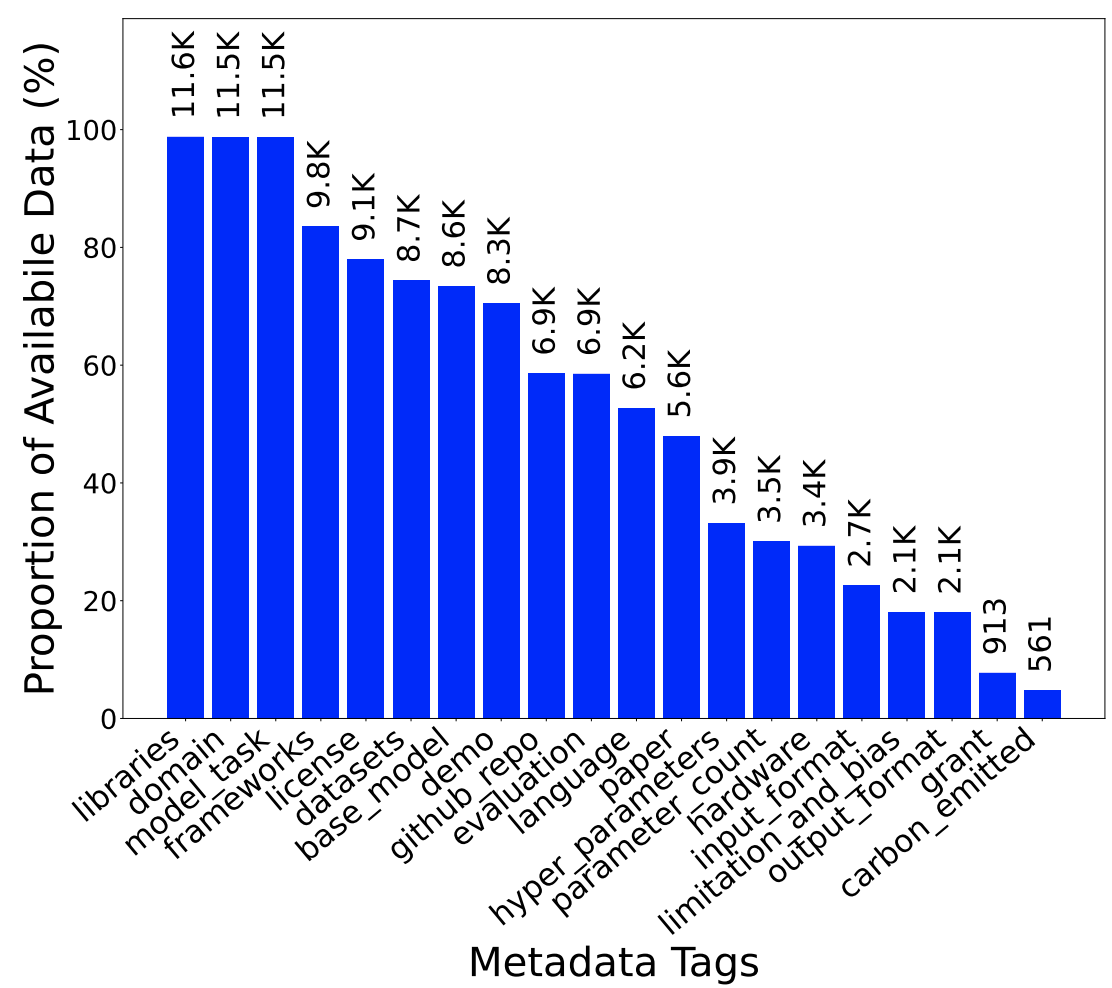 Proportion of Availabile Data (%)
100
80
60
40
20
0
11.6K
11.5K
11.5K
9.8K
9.1K
8.7K
8.6K
8.3K
6.9K
6.9K
6.2K
5.6K
3.9K
3.5K
3.4K
2.7K
2.1K
2.1K
913
561
libraries
domain
model_task
frameworks
license
datasets
base_model
demo
github_repo
evaluation
language
paper
hyper_parameters
parameter_count
hardware
input_format
limitation_and_bias
output_format
grant
carbon_emitted
Metadata Tags